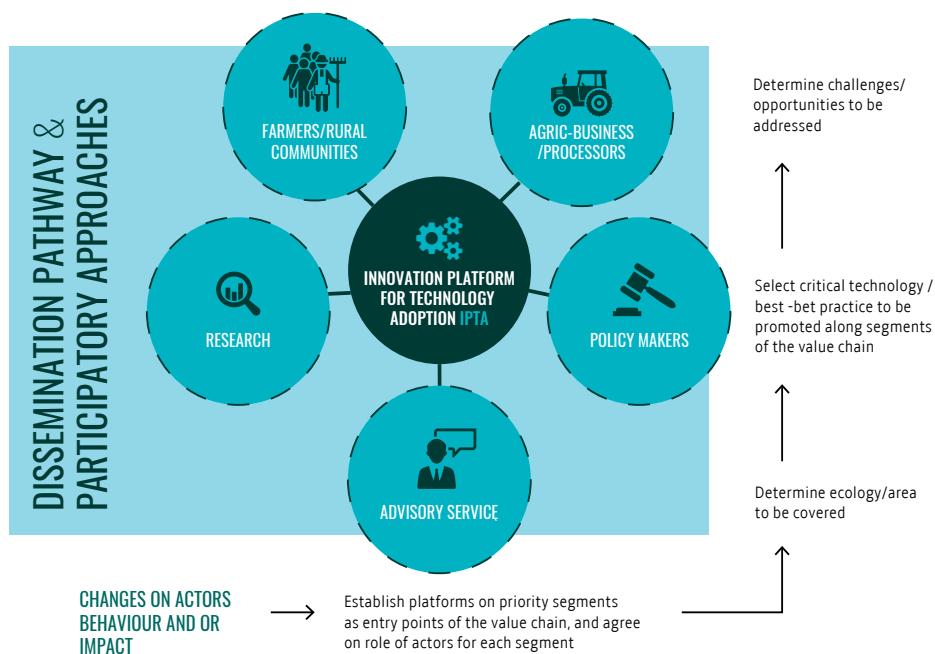 DISSEMINATION PATHWAY &
PARTICIPATORY APPROACHES
FARMERS/RURAL
COMMUNITIES
AGRIC-BUSINESS
/PROCESSORS
INNOVATION PLATFORM
FOR TECHNOLOGY
ADOPTION IPTA
RESEARCH
POLICY MAKERS
ADVISORY SERVICE
Determine challenges/
opportunities to be
addressed
Select critical technology /
best -bet practice to be
promoted along segments
of the value chain
Determine ecology/area
to be covered
CHANGES ON ACTORS
BEHAVIOUR AND OR
IMPACT
Establish platforms on priority segments
as entry points of the value chain, and agree
on role of actors for each segment